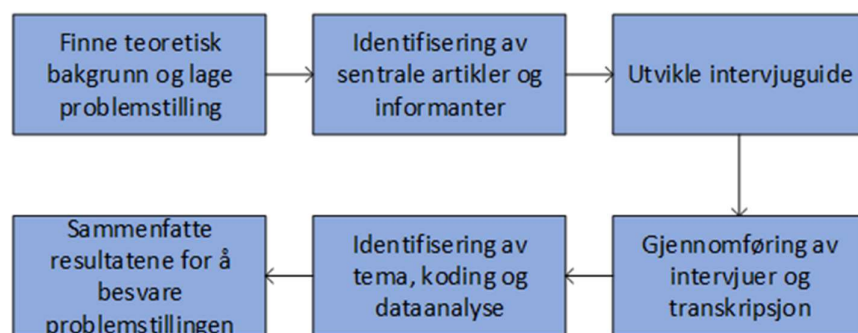 Finne teoretisk
bakgrunn og lage
problemstilling
Identifisering av
sentrale artikler og
informanter
Utvikle intervjuguide
Gjennomføring av
intervjuer og
transkripsjon
Identifisering av
tema, koding og
dataanalyse
Sammenfatte
resultatene for å
besvare
problemstillingen